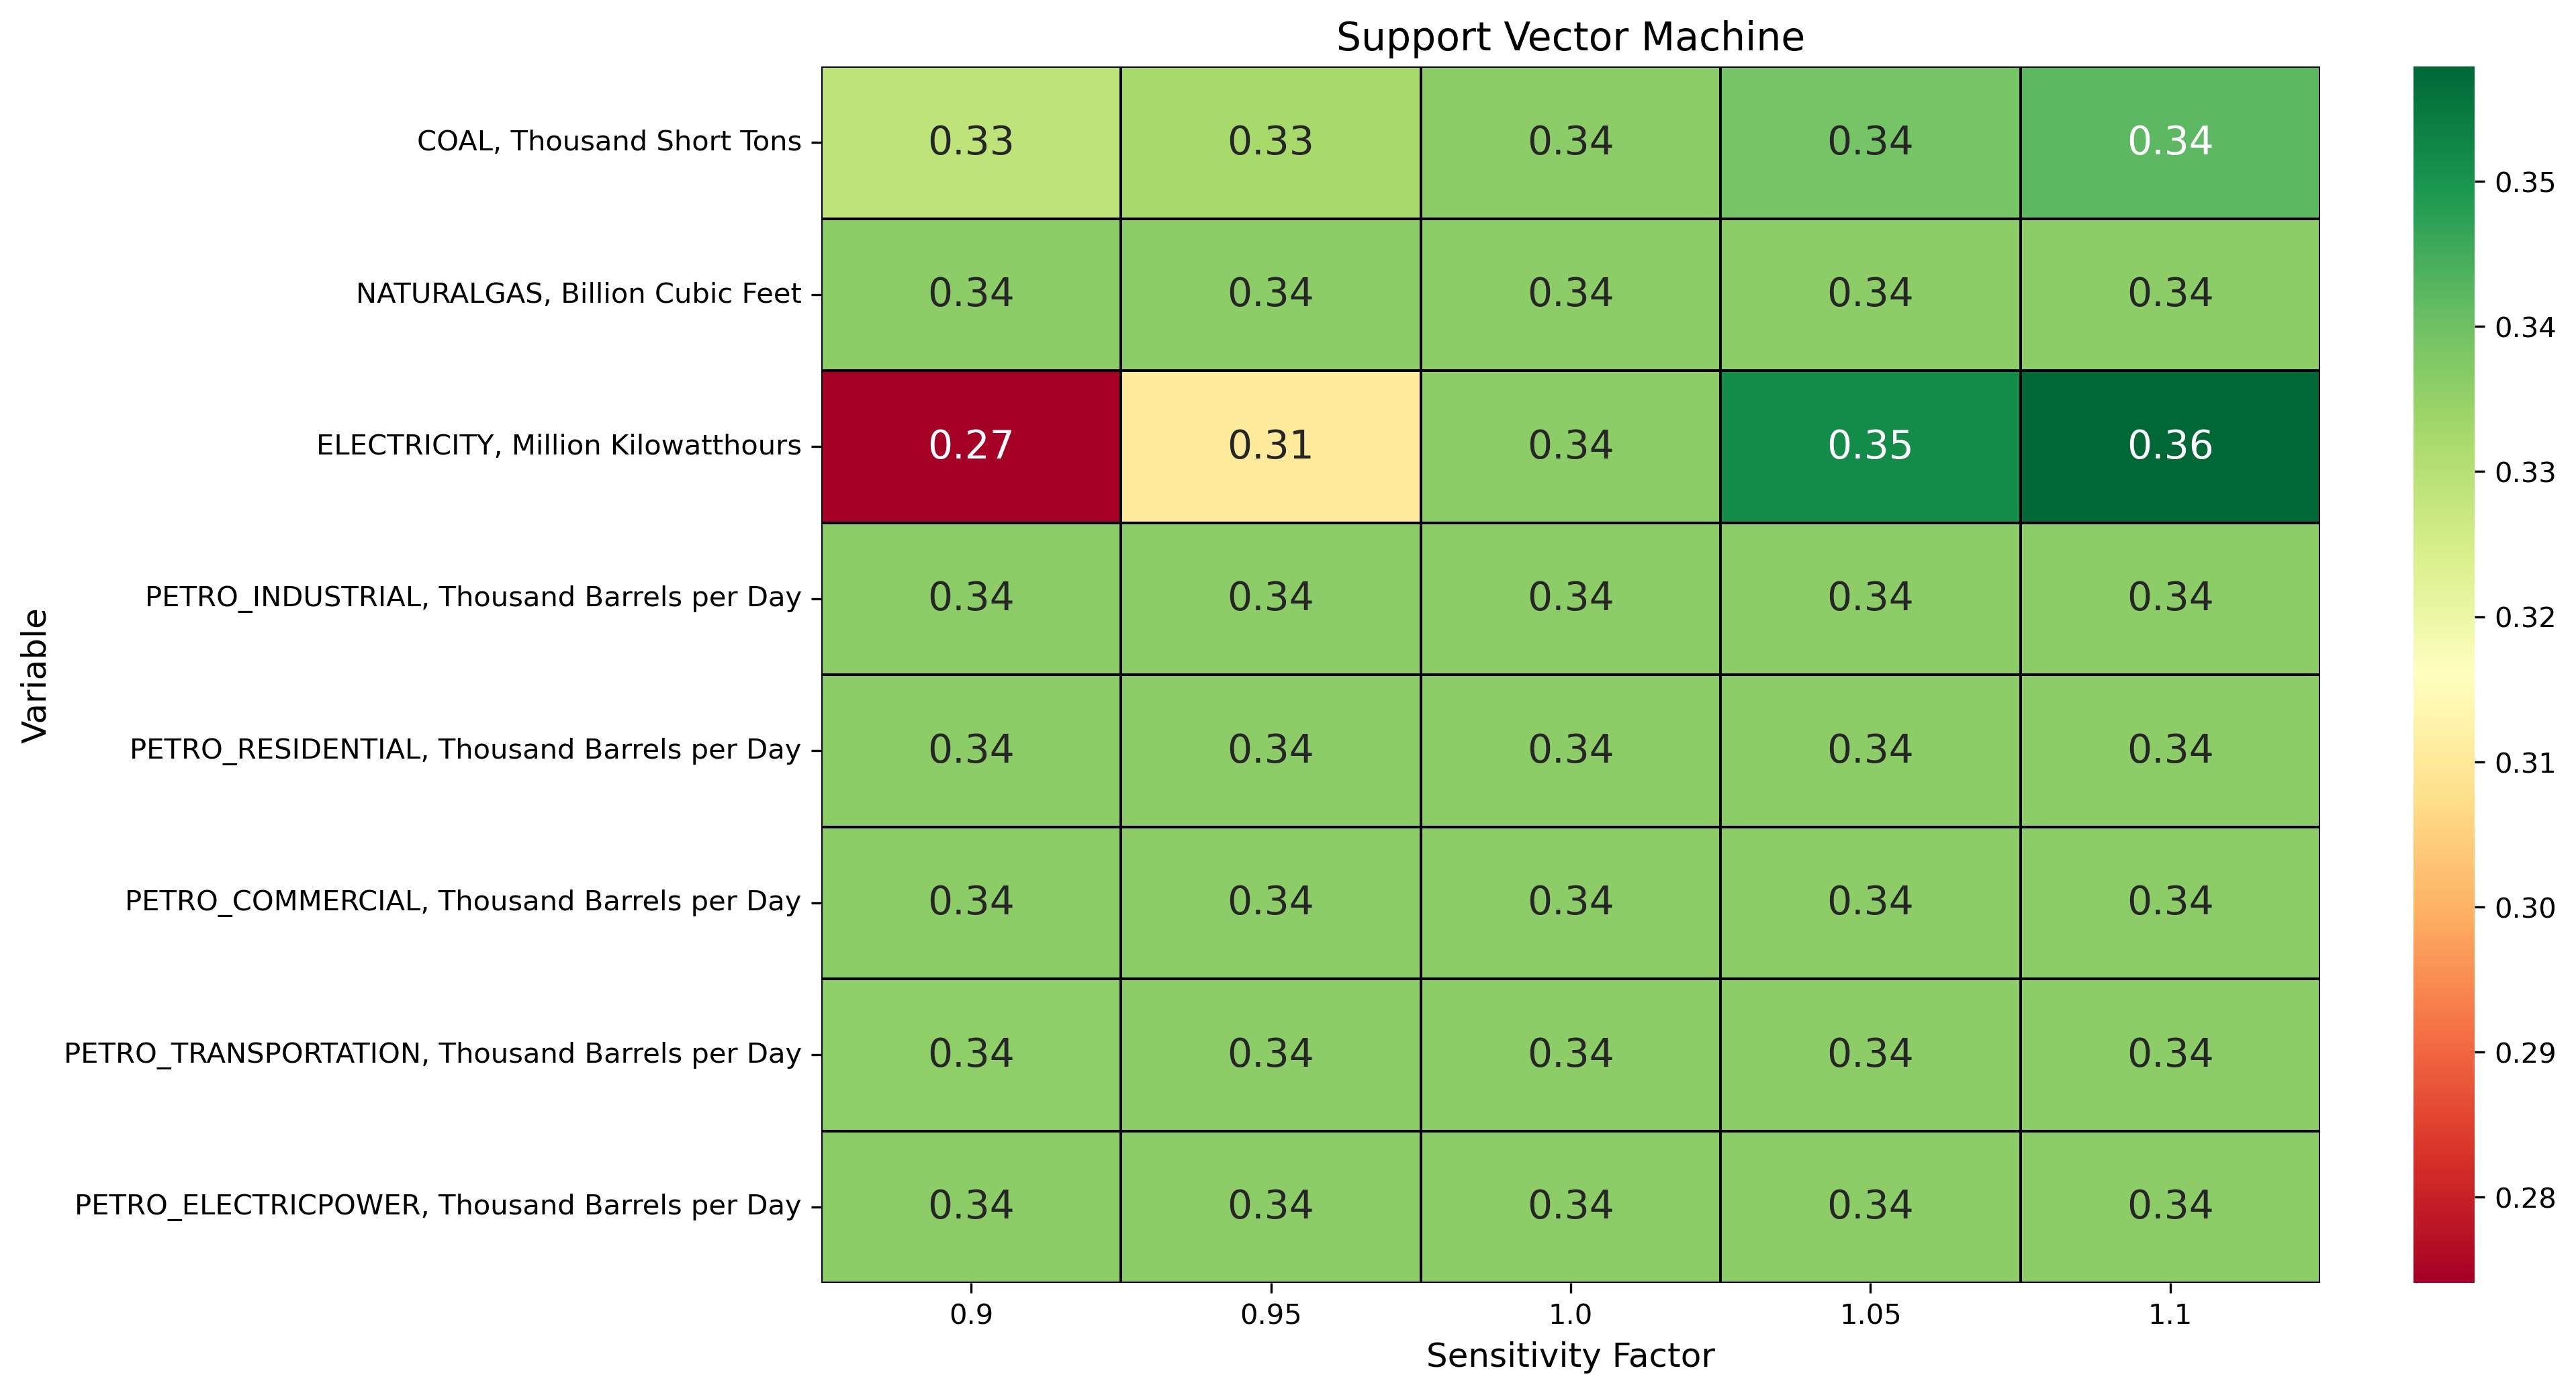 Support Vector Machine
Variable
COAL, Thousand Short Tons 0.33 0.33 0.34 0.34 0.34
NATURALGAS, Billion Cubic Feet 0.34 0.34 0.34 0.34 0.34
ELECTRICITY, Million Kilowatthours 0.27 0.31 0.34 0.35 0.36
PETRO_INDUSTRIAL, Thousand Barrels per Day 0.34 0.34 0.34 0.34 0.34
PETRO_RESIDENTIAL, Thousand Barrels per Day 0.34 0.34 0.34 0.34 0.34
PETRO_COMMERCIAL, Thousand Barrels per Day 0.34 0.34 0.34 0.34 0.34
PETRO_TRANSPORTATION, Thousand Barrels per Day 0.34 0.34 0.34 0.34 0.34
PETRO_ELECTRICPOWER, Thousand Barrels per Day 0.34 0.34 0.34 0.34 0.34
0.9 0.95 1.0 1.05 1.1
Sensitivity Factor
0.35
0.34
0.33
0.32
0.31
0.30
0.29
0.28